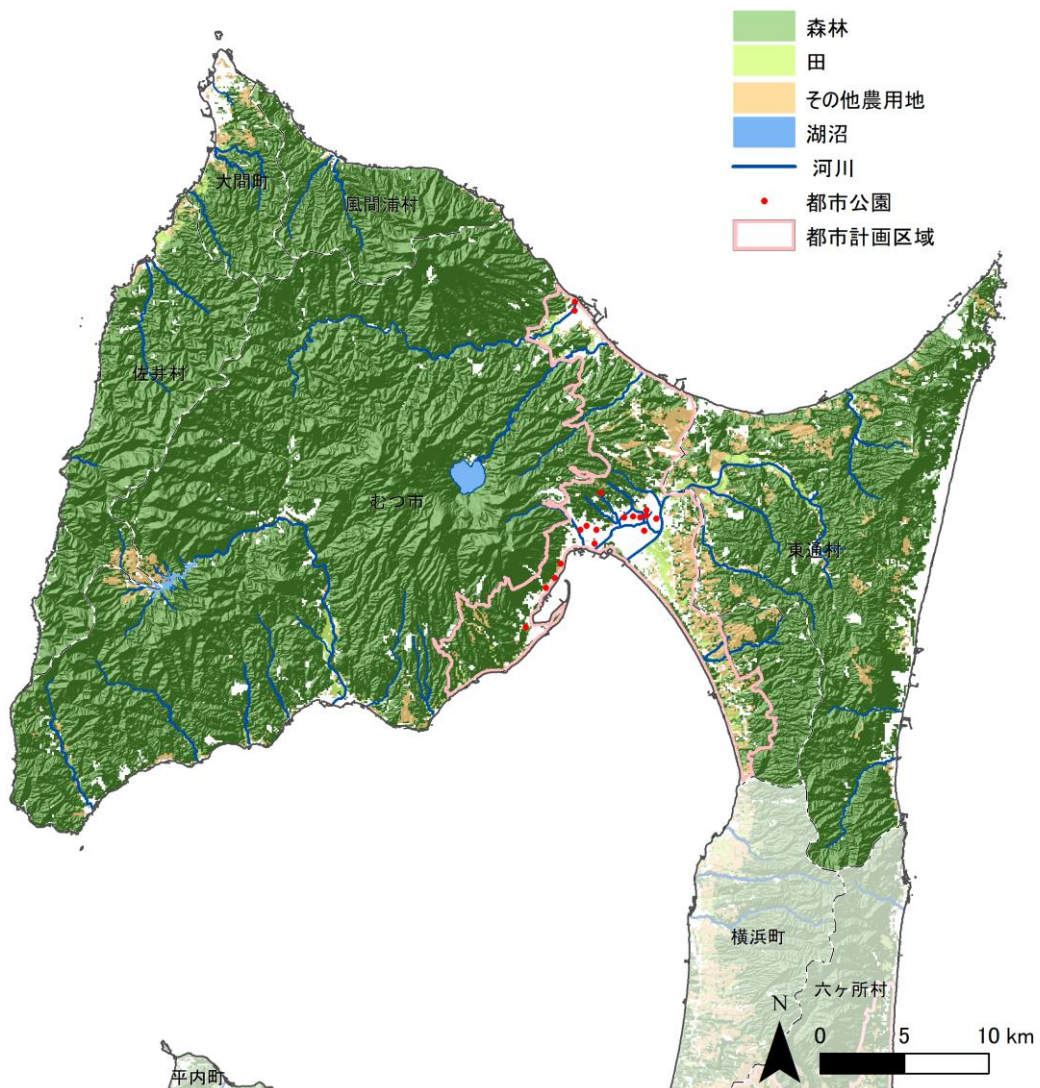 森林
田
その他農用地
湖沼
河川
都市公園
都市計画区域
大間町
風間浦村
佐井村
むつ市
東通村
横浜町
六ヶ所村
平内町
N
0 5 10 km